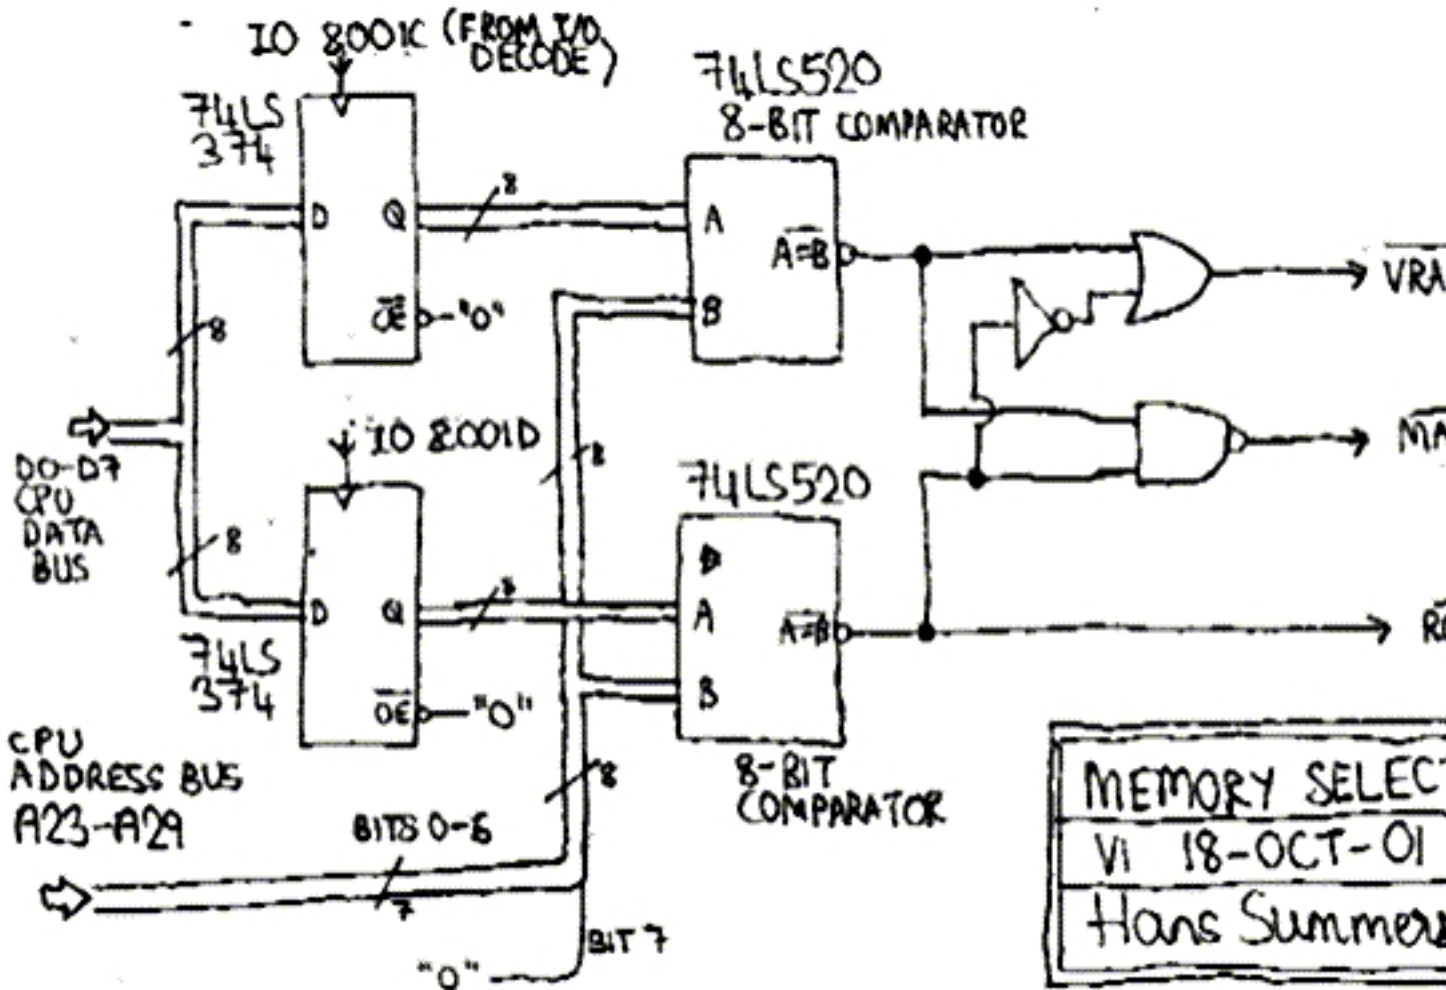 IO 8001C (FROM I/O
DECODE)
74LS
374
D
Q
OE
"0"
8
74LS520
8-BIT COMPARATOR
A
B
A=B
8
8
D0-D7
CPU
DATA
BUS
8
IO 8001D
D
Q
OE
"0"
74LS
374
8
74LS520
A
B
A=B
8-BIT
COMPARATOR
8
CPU
ADDRESS BUS
A23-A29
BITS 0-6
7
BIT 7
"0"
MEMORY SELECT
V1 18-OCT-01
Hans Summers